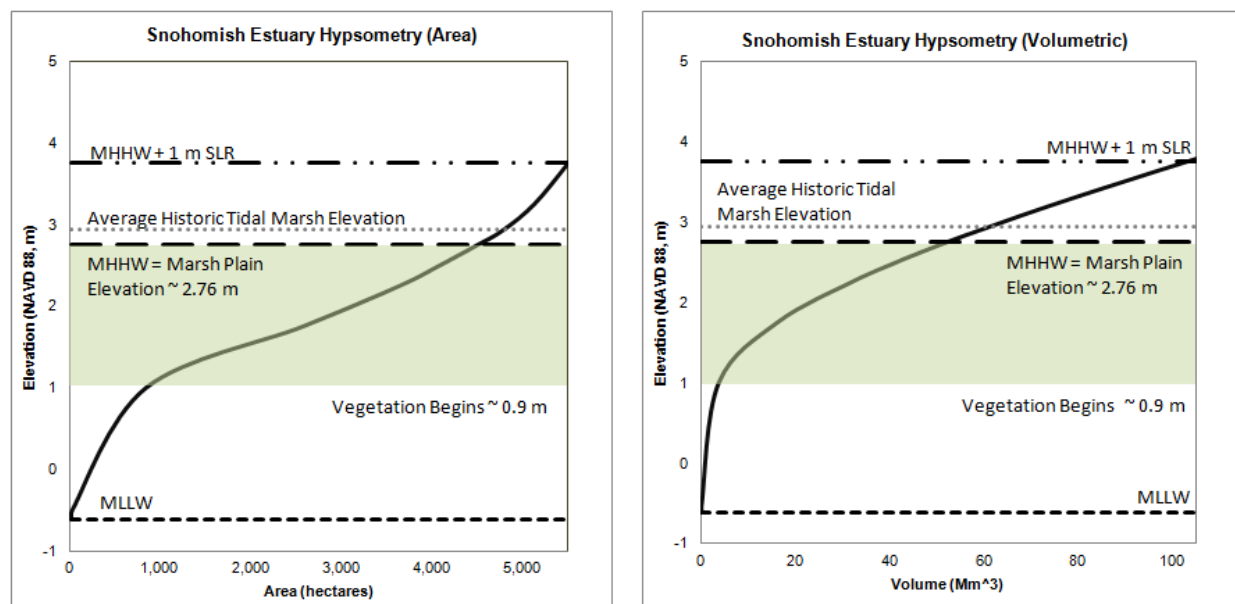 Snohomish Estuary Hypsometry (Area)
5
4
3
2
1
0
-1
Elevation (NAVD 88, m)
MHHW + 1 m SLR
Average Historic Tidal Marsh Elevation
MHHW = Marsh Plain
Elevation ~ 2.76 m
Vegetation Begins ~ 0.9 m
MLLW
0
1,000
2,000
3,000
4,000
5,000
Area (hectares)
Snohomish Estuary Hypsometry (Volumetric)
5
4
3
2
1
0
-1
Elevation (NAVD 88, m)
MHHW + 1 m SLR
Average Historic Tidal
Marsh Elevation
MHHW = Marsh Plain
Elevation ~ 2.76 m
Vegetation Begins ~ 0.9 m
MLLW
0
20
40
60
80
100
Volume (Mm^3)